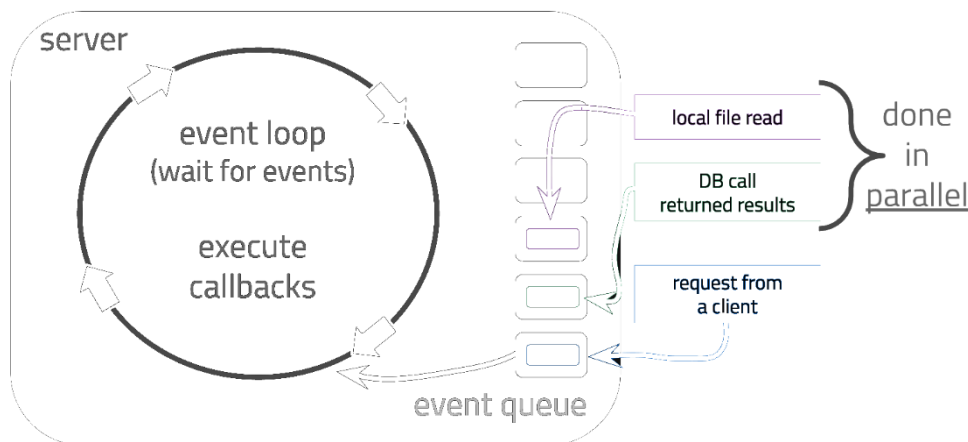 server
event loop
(wait for events)
execute
callbacks
event queue
local file read
DB call
returned results
request from
a client
done
in
parallel